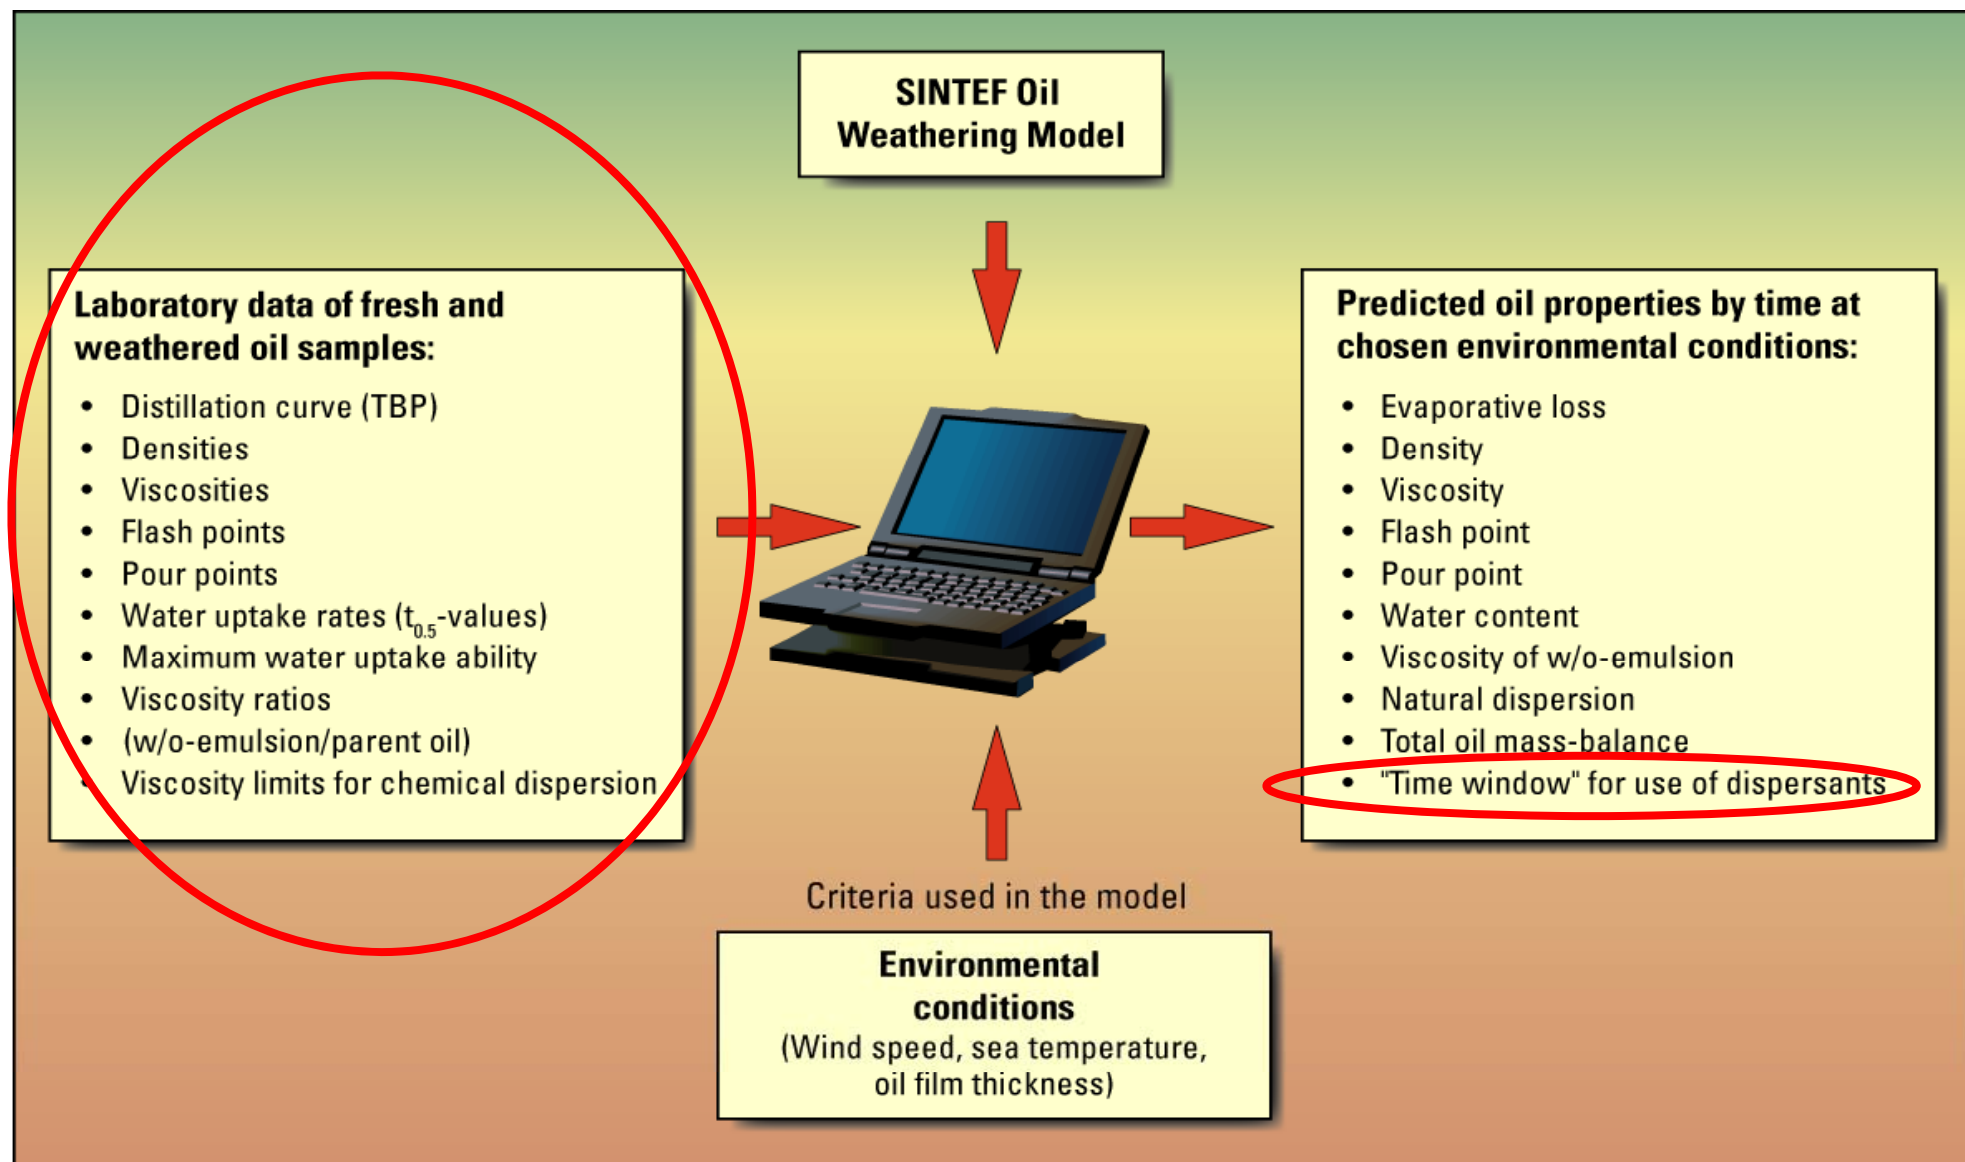 SINTEF Oil
Weathering Model
Laboratory data of fresh and
weathered oil samples:
• Distillation curve (TBP)
• Densities
• Viscosities
• Flash points
• Pour points
• Water uptake rates (t0.5-values)
• Maximum water uptake ability
• Viscosity ratios
• (w/o-emulsion/parent oil)
• Viscosity limits for chemical dispersion
Predicted oil properties by time at
chosen environmental conditions:
• Evaporative loss
• Density
• Viscosity
• Flash point
• Pour point
• Water content
• Viscosity of w/o-emulsion
• Natural dispersion
• Total oil mass-balance
• "Time window" for use of dispersants
Criteria used in the model
Environmental
conditions
(Wind speed, sea temperature,
oil film thickness)